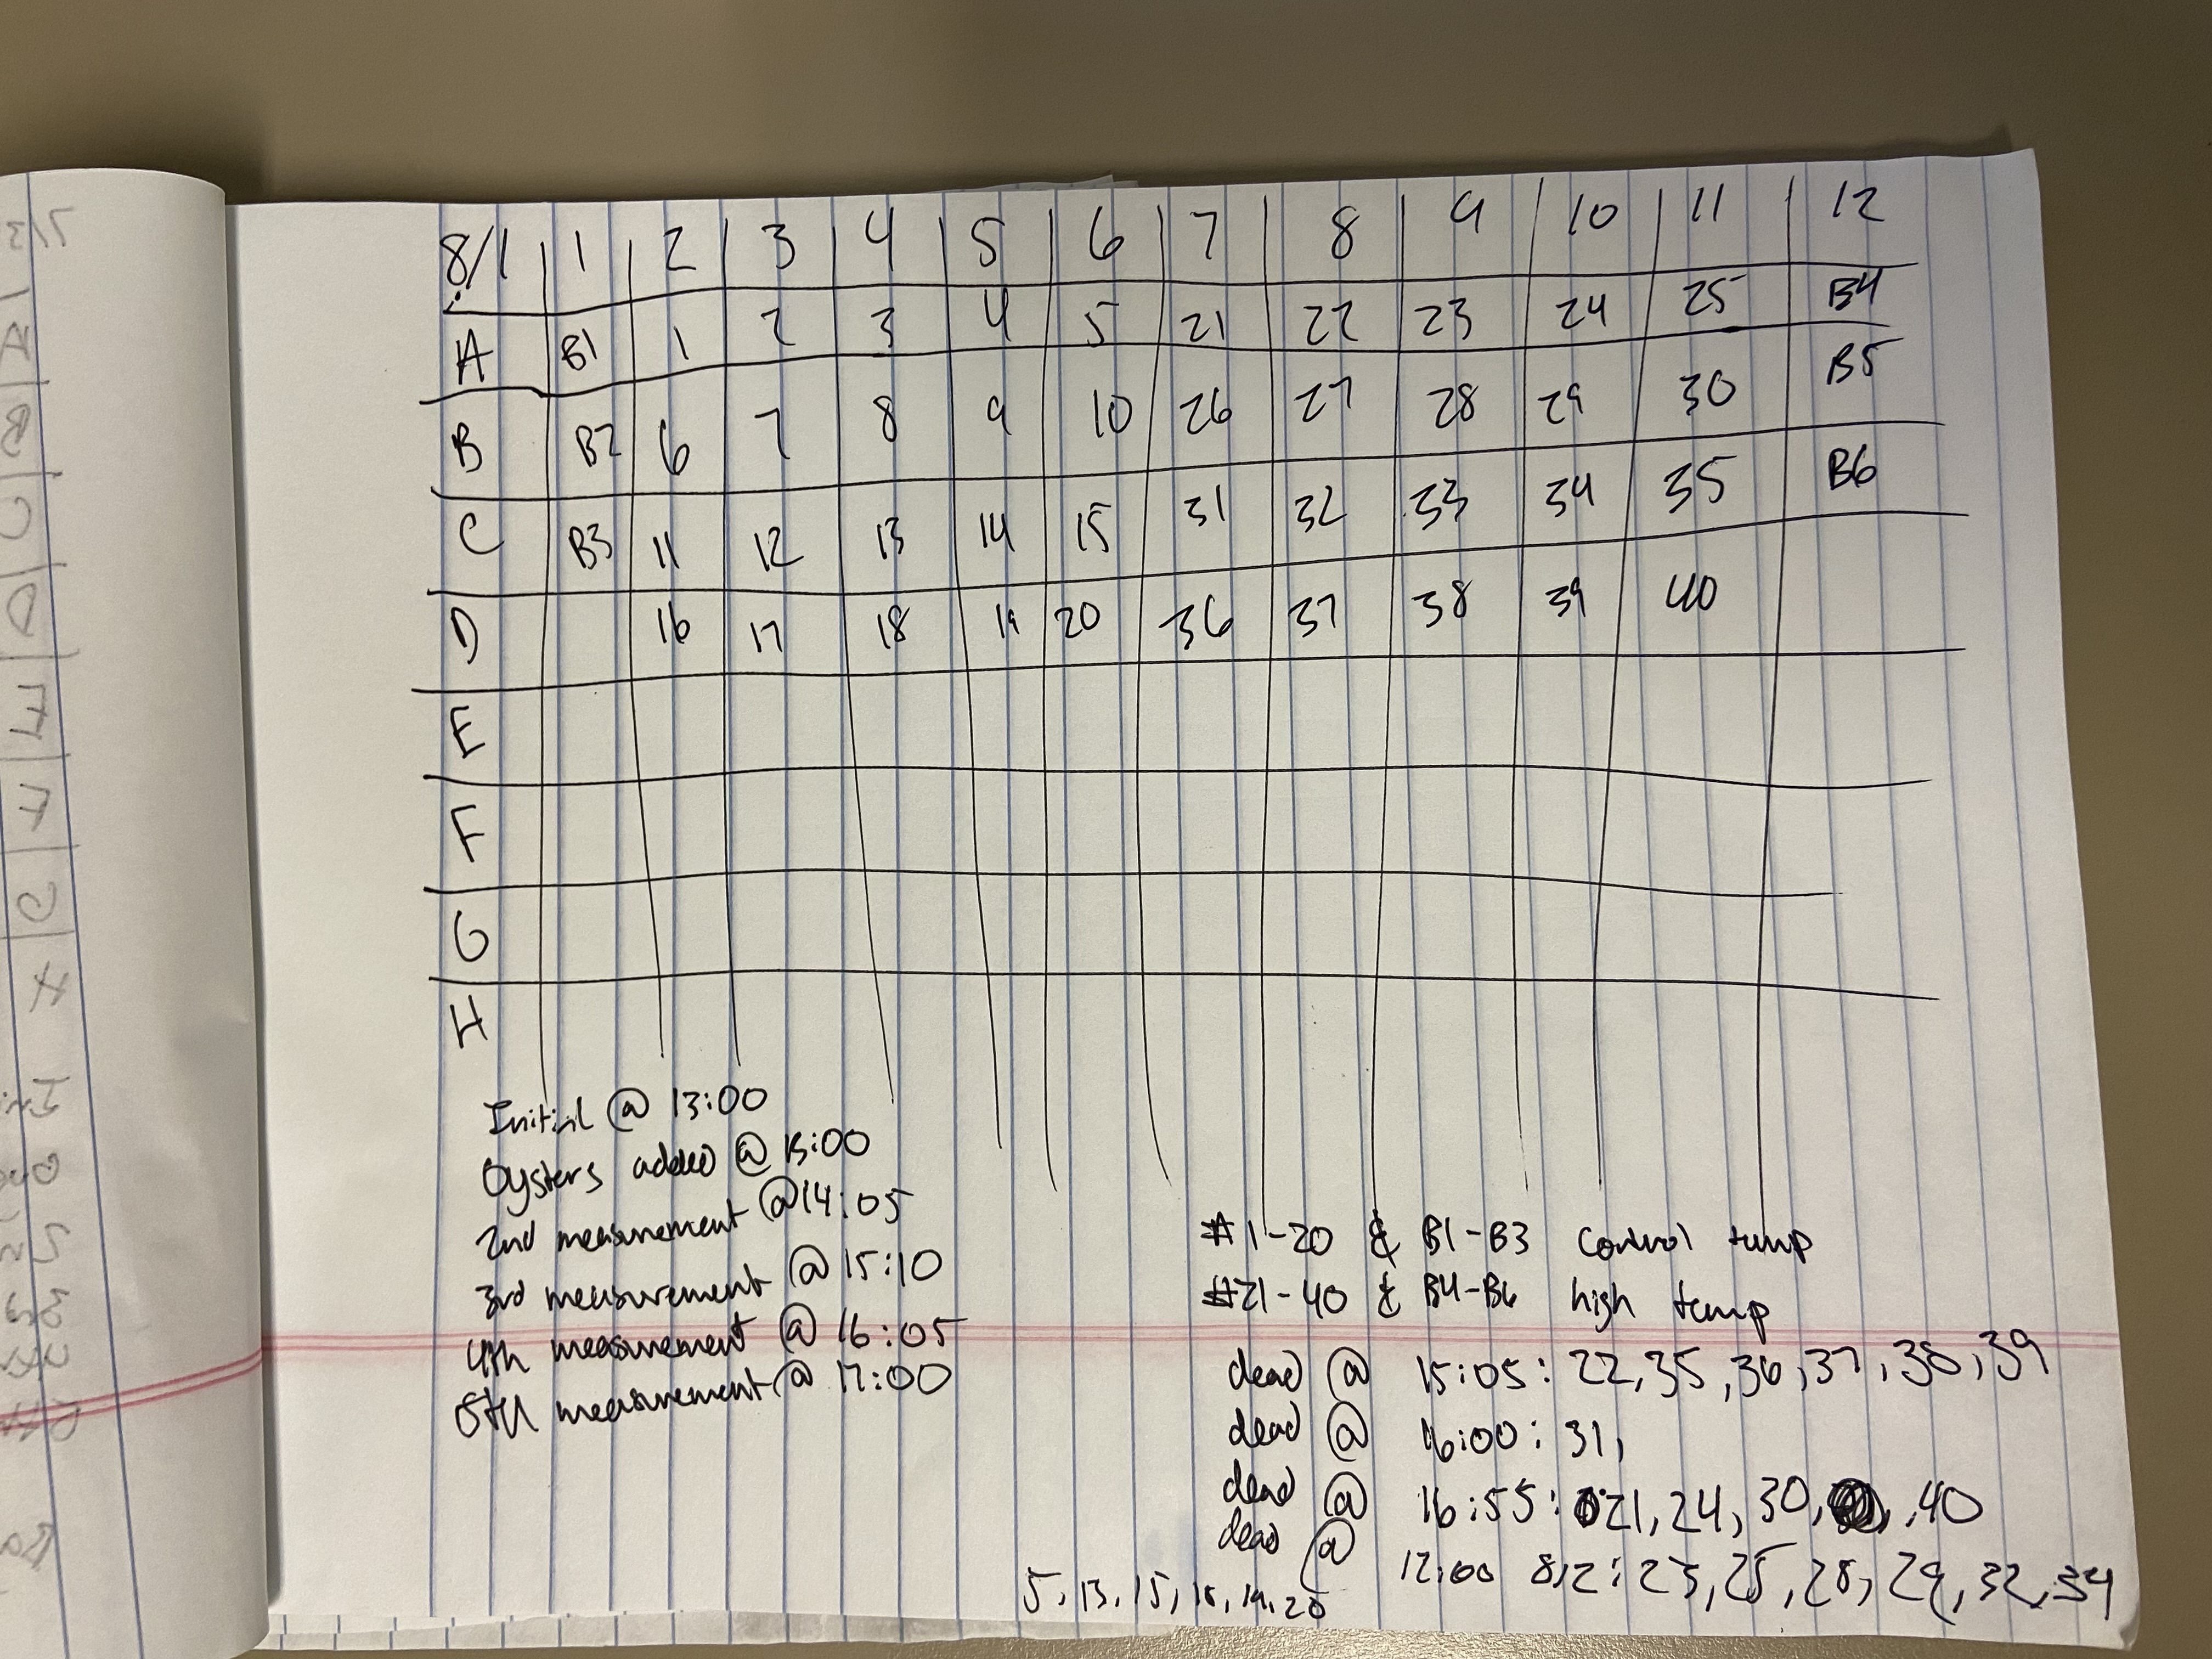 8/1 1 2 3 4 5 6 7 8 9 10 11 12
A B1 1 2 3 4 5 21 22 23 24 25 B4
B B2 6 7 8 9 10 26 27 28 29 30 B5
C B3 11 12 13 14 15 31 32 33 34 35 B6
D 16 17 18 19 20 36 37 38 39 40
E
F
G
H
Initial @ 13:00
Oysters added @
2nd measurement @ 14:05
3rd measurement @ 15:10
4th measurement @ 16:05
5th measurement @ 17:00
#1-20 & B1-B3 control temp
#21-40 & B4-B6 high temp
dead @ 15:05: 22, 35, 36, 37, 38, 39
dead @ 16:00: 31,
dead @ 16:55: 21, 24, 30, 40
dead @ 12:00 8/2: 23, 25, 28, 29, 32, 34
5, 13, 15, 19, 20